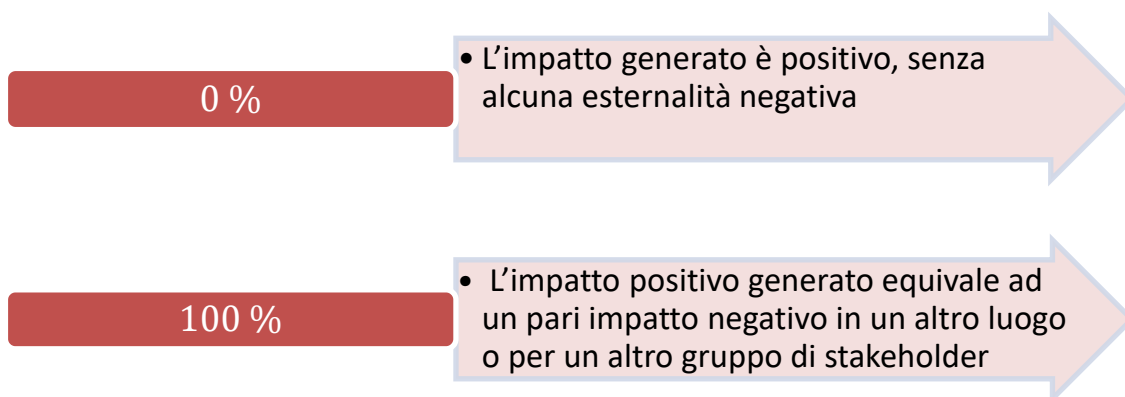 0 %
• L'impatto generato è positivo, senza
alcuna esternalità negativa
100 %
• L'impatto positivo generato equivale ad
un pari impatto negativo in un altro luogo
o per un altro gruppo di stakeholder